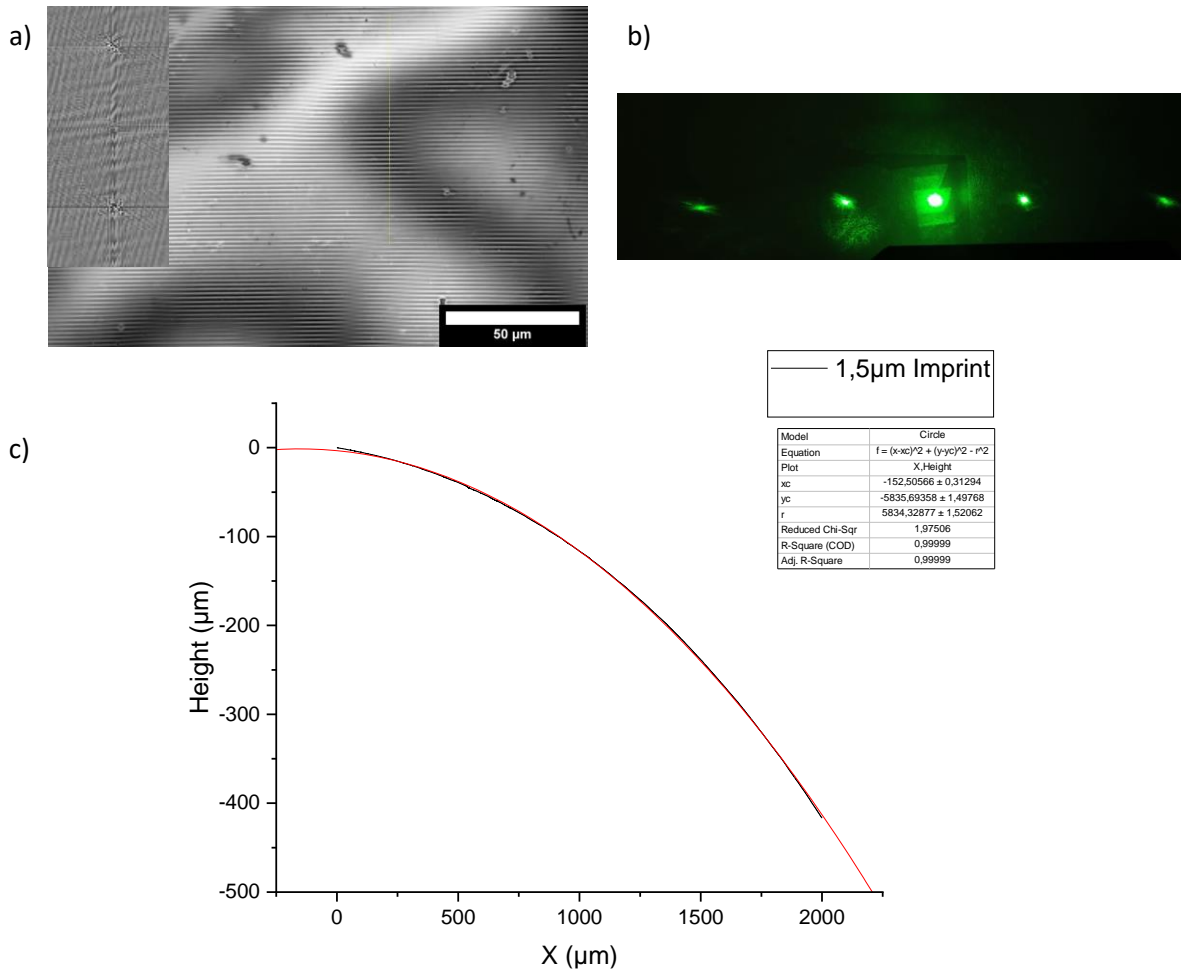 a)
50 µm
b)
1,5µm Imprint
Model Circle
Equation f = (x-xc)^2 + (y-yc)^2 - r^2
Plot X,Height
xc -152,50566 ± 0,31294
yc -5835,69358 ± 1,49768
r 5834,32877 ± 1,52062
Reduced Chi-Sqr 1,97506
R-Square (COD) 0,99999
Adj. R-Square 0,99999
c)
Height (µm)
0
-100
-200
-300
-400
-500
0 500 1000 1500 2000
X (µm)